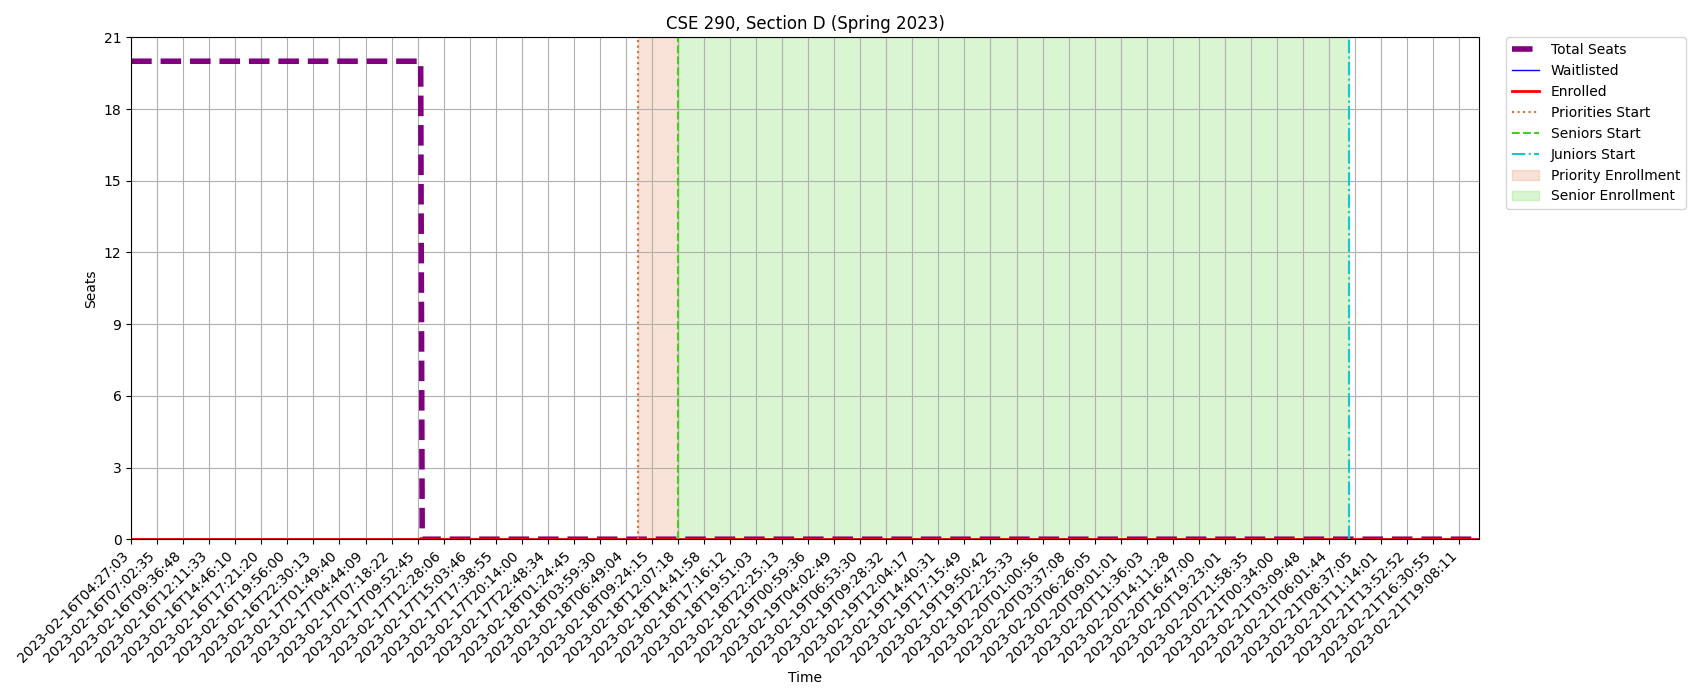 CSE 290, Section D (Spring 2023)
21
18
15
12
9
6
3
0
Seats
2023-02-16T04:27:03
2023-02-16T07:02:35
2023-02-16T09:36:48
2023-02-16T12:11:33
2023-02-16T14:46:10
2023-02-16T17:21:20
2023-02-16T19:56:00
2023-02-16T22:30:13
2023-02-17T01:49:40
2023-02-17T04:44:09
2023-02-17T07:18:22
2023-02-17T09:52:45
2023-02-17T12:28:06
2023-02-17T15:03:46
2023-02-17T17:38:55
2023-02-17T20:14:00
2023-02-17T22:48:34
2023-02-18T01:24:45
2023-02-18T03:59:30
2023-02-18T06:49:04
2023-02-18T09:24:15
2023-02-18T12:07:18
2023-02-18T14:41:58
2023-02-18T17:16:12
2023-02-18T19:51:03
2023-02-18T22:25:13
2023-02-19T00:59:36
2023-02-19T04:02:49
2023-02-19T06:53:30
2023-02-19T09:28:32
2023-02-19T12:04:17
2023-02-19T14:40:31
2023-02-19T17:15:49
2023-02-19T19:50:42
2023-02-19T22:25:33
2023-02-20T01:00:56
2023-02-20T03:37:08
2023-02-20T06:26:05
2023-02-20T09:01:01
2023-02-20T11:36:03
2023-02-20T14:11:28
2023-02-20T16:47:00
2023-02-20T19:23:01
2023-02-20T21:58:35
2023-02-21T00:34:00
2023-02-21T03:09:48
2023-02-21T06:01:44
2023-02-21T08:37:05
2023-02-21T11:14:01
2023-02-21T13:52:52
2023-02-21T16:30:55
2023-02-21T19:08:11
Time
Total Seats
Waitlisted
Enrolled
Priorities Start
Seniors Start
Juniors Start
Priority Enrollment
Senior Enrollment